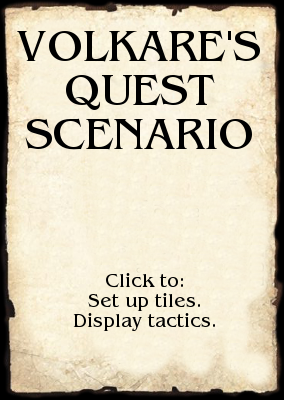 VOLKARE'S
QUEST
SCENARIO
Click to:
Set up tiles.
Display tactics.